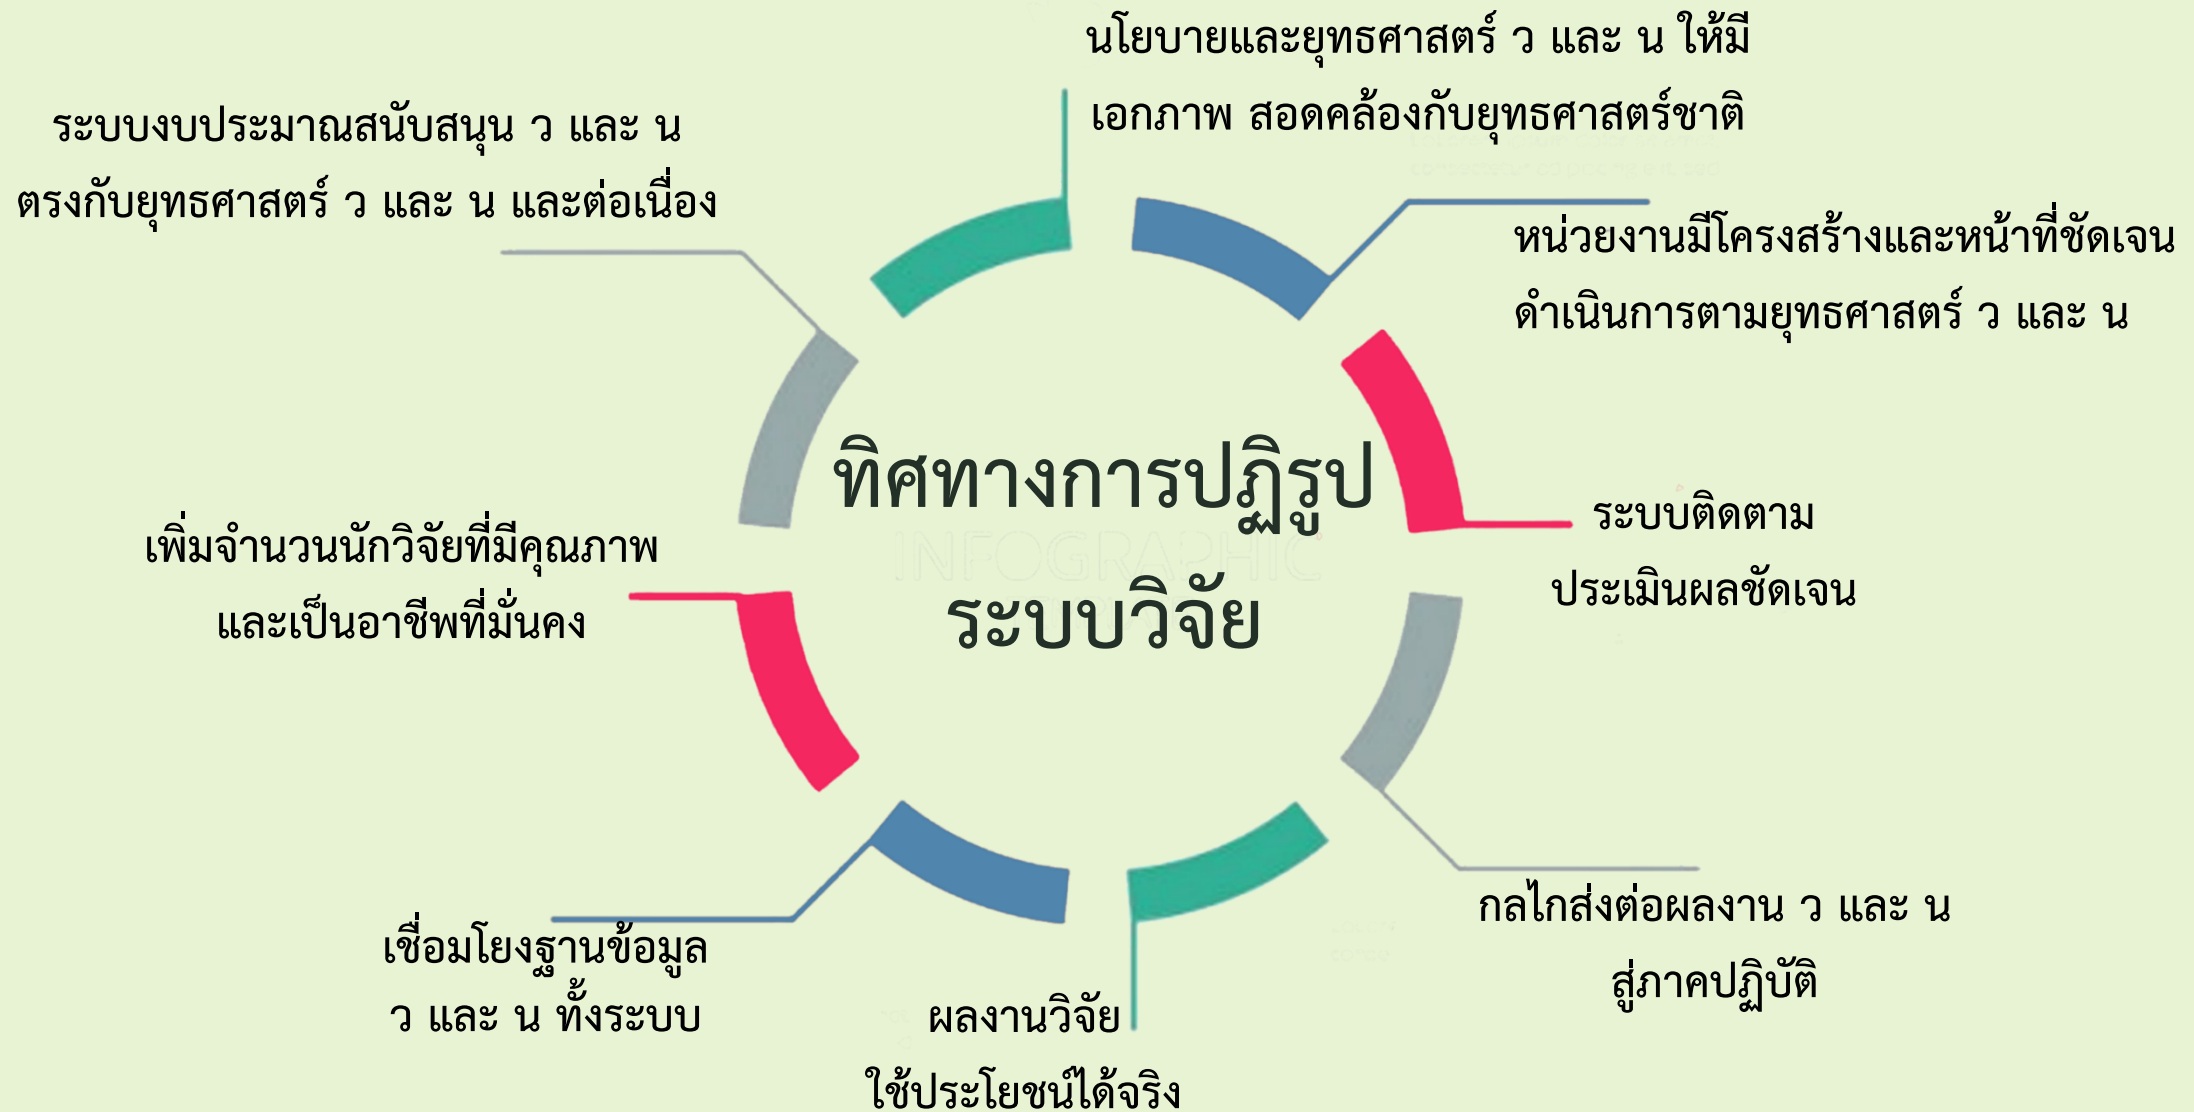 นโยบายและยุทธศาสตร์ ว และ น ให้มี
เอกภาพ สอดคล้องกับยุทธศาสตร์ชาติ
ระบบงบประมาณสนับสนุน ว และ น
ตรงกับยุทธศาสตร์ ว และ น และต่อเนื่อง
หน่วยงานมีโครงสร้างและหน้าที่ชัดเจน
ดำเนินการตามยุทธศาสตร์ ว และ น
ทิศทางการปฏิรูป
INFOGRAPHIC
ระบบวิจัย
ระบบติดตาม
ประเมินผลชัดเจน
เพิ่มจำนวนนักวิจัยที่มีคุณภาพ
และเป็นอาชีพที่มั่นคง
กลไกส่งต่อผลงาน ว และ น
สู่ภาคปฏิบัติ
เชื่อมโยงฐานข้อมูล
ว และ น ทั้งระบบ
ผลงานวิจัย
ใช้ประโยชน์ได้จริง